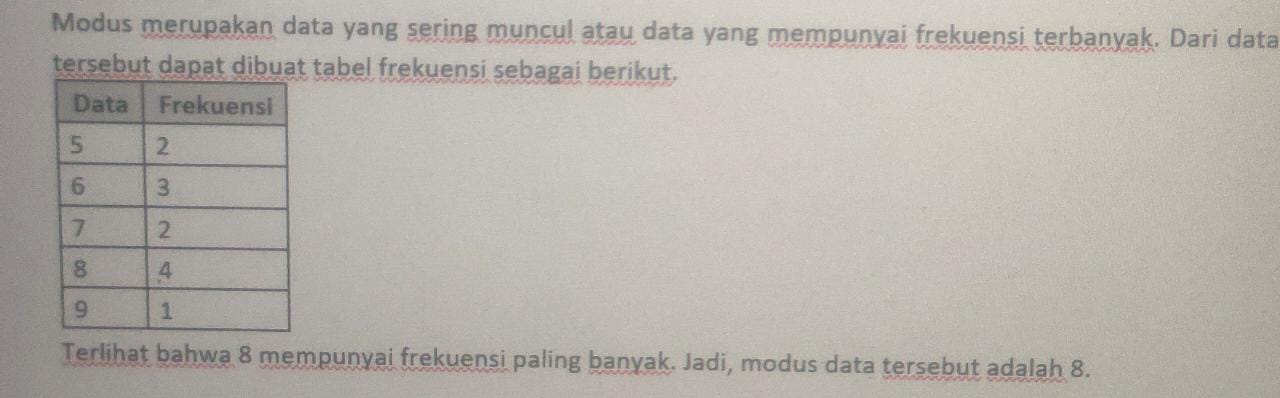 Modus merupakan data yang sering muncul atau data yang mempunyai frekuensi terbanyak. Dari data
tersebut dapat dibuat tabel frekuensi sebagai berikut.
Data Frekuensi
5 2
6 3
7 2
8 4
9 1
Terlihat bahwa 8 mempunyai frekuensi paling banyak. Jadi, modus data tersebut adalah 8.